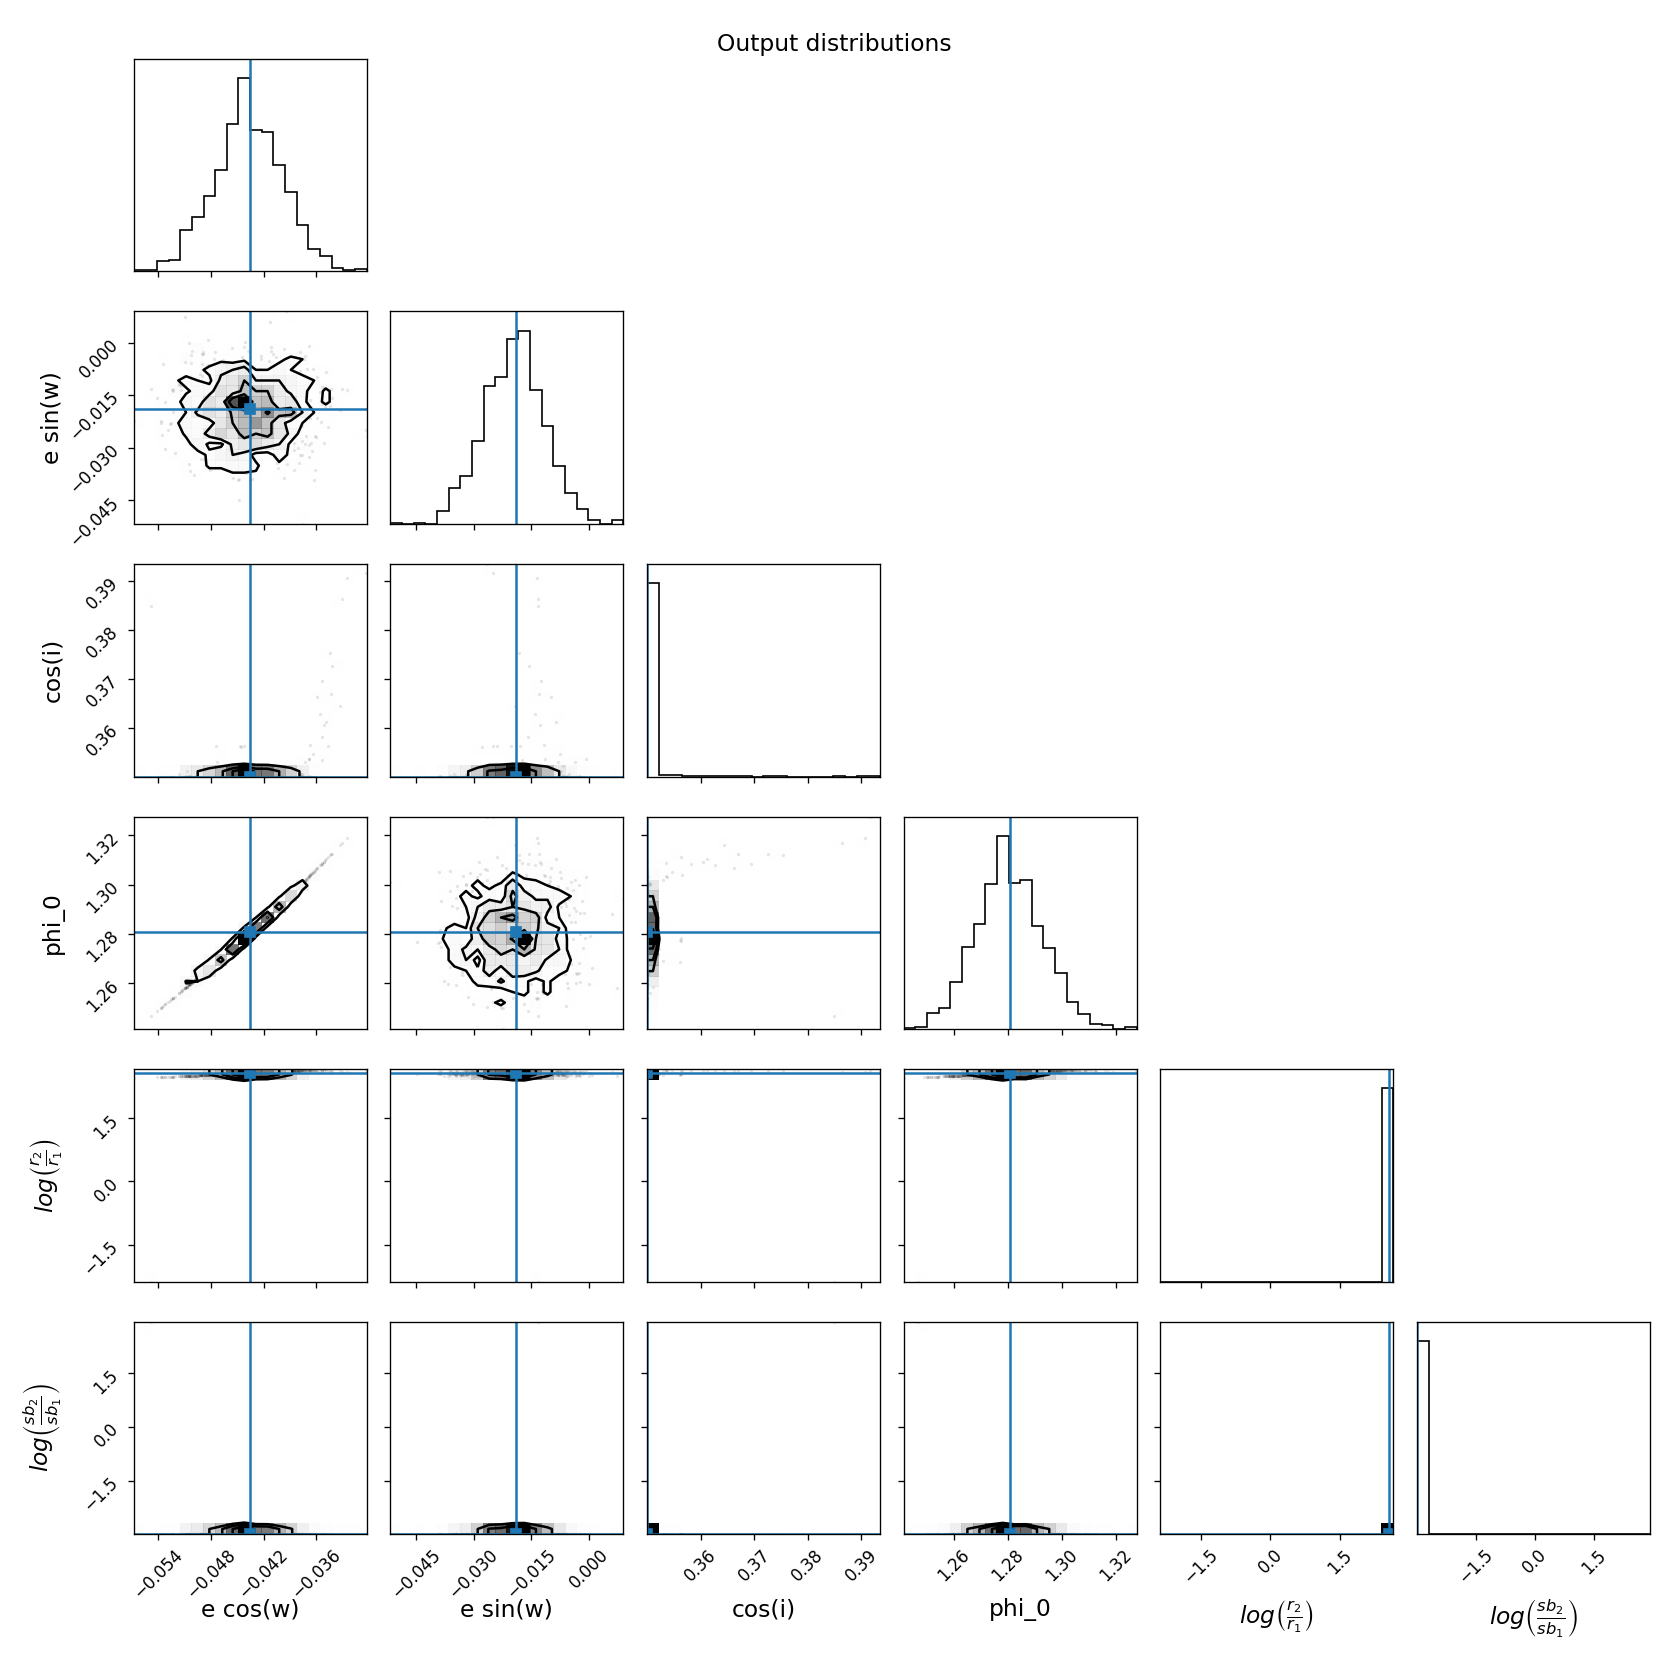 Output distributions
e sin(w)
0.000
−0.015
−0.030
−0.045
cos(i)
0.39
0.38
0.37
0.36
phi_0
1.32
1.30
1.28
1.26
log(r₂/r₁)
1.5
0.0
−1.5
log(sb₂/sb₁)
1.5
0.0
−1.5
−0.054 −0.048 −0.042 −0.036 −0.045 −0.030 −0.015 0.000 0.36 0.37 0.38 0.39 1.26 1.28 1.30 1.32 −1.5 0.0 1.5 −1.5 0.0 1.5
e cos(w) e sin(w) cos(i) phi_0 log(r₂/r₁) log(sb₂/sb₁)